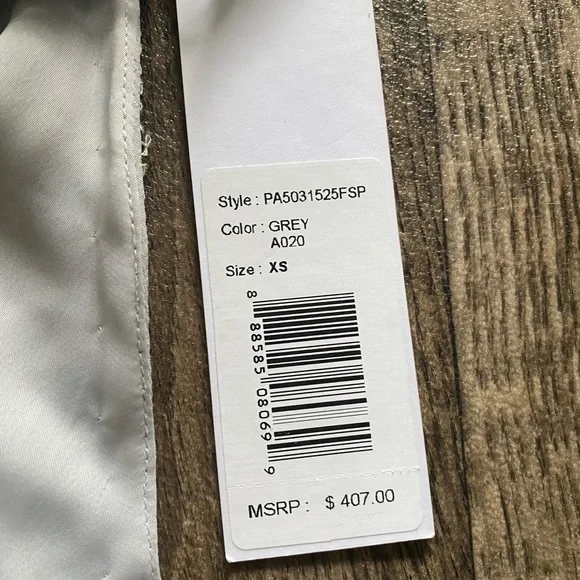 Style : PA5031525FSP
Color : GREY
A020
Size : XS
8 88585 08069 9
MSRP : $ 407.00